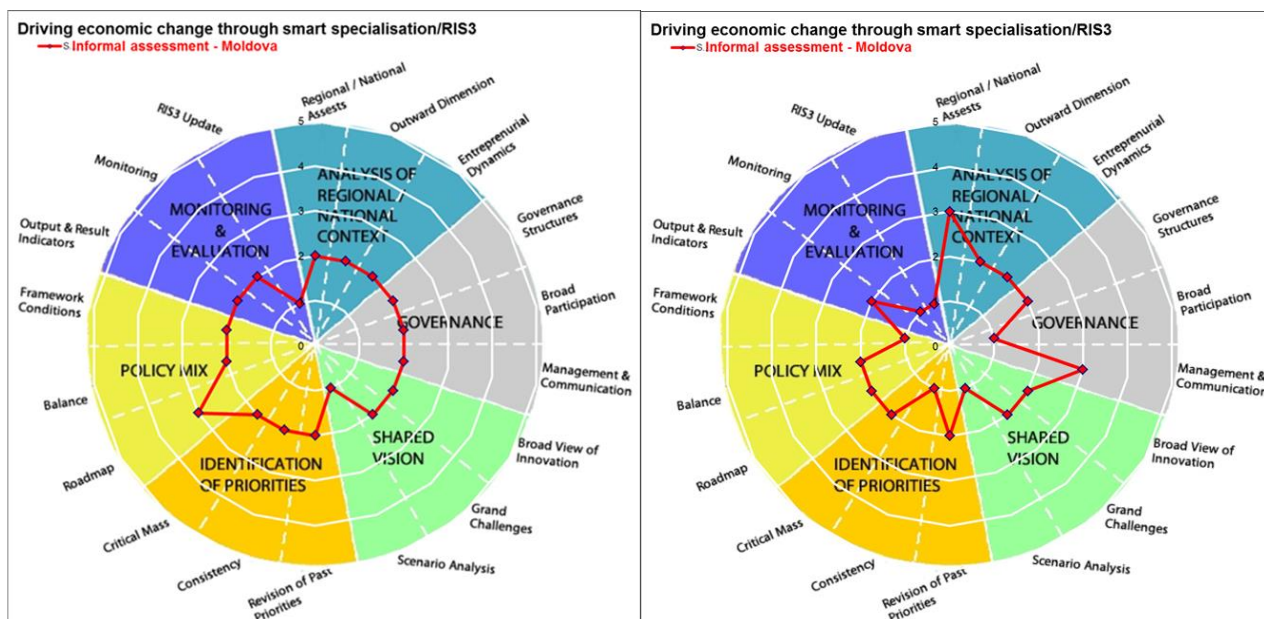 Driving economic change through smart specialisation/RIS3
S.Informal assessment - Moldova
Regional / National
Assests
Outward Dimension
Entreprenurial
Dynamics
Governance
Structures
Broad
Participation
Management &
Communication
Broad View of
Innovation
Grand
Challenges
Scenario Analysis
Revision of Past
Priorities
Consistency
Critical Mass
Roadmap
Balance
Framework
Conditions
Output & Result
Indicators
Monitoring
RIS3 Update
5
4
3
2
1
0
ANALYSIS OF
REGIONAL /
NATIONAL
CONTEXT
GOVERNANCE
SHARED
VISION
IDENTIFICATION
OF PRIORITIES
POLICY MIX
MONITORING
&
EVALUATION
Driving economic change through smart specialisation/RIS3
S.Informal assessment - Moldova
Regional / National
Assests
Outward Dimension
Entreprenurial
Dynamics
Governance
Structures
Broad
Participation
Management &
Communication
Broad View of
Innovation
Grand
Challenges
Scenario Analysis
Revision of Past
Priorities
Consistency
Critical Mass
Roadmap
Balance
Framework
Conditions
Output & Result
Indicators
Monitoring
RIS3 Update
5
4
3
2
1
0
ANALYSIS OF
REGIONAL /
NATIONAL
CONTEXT
GOVERNANCE
SHARED
VISION
IDENTIFICATION
OF PRIORITIES
POLICY MIX
MONITORING
&
EVALUATION